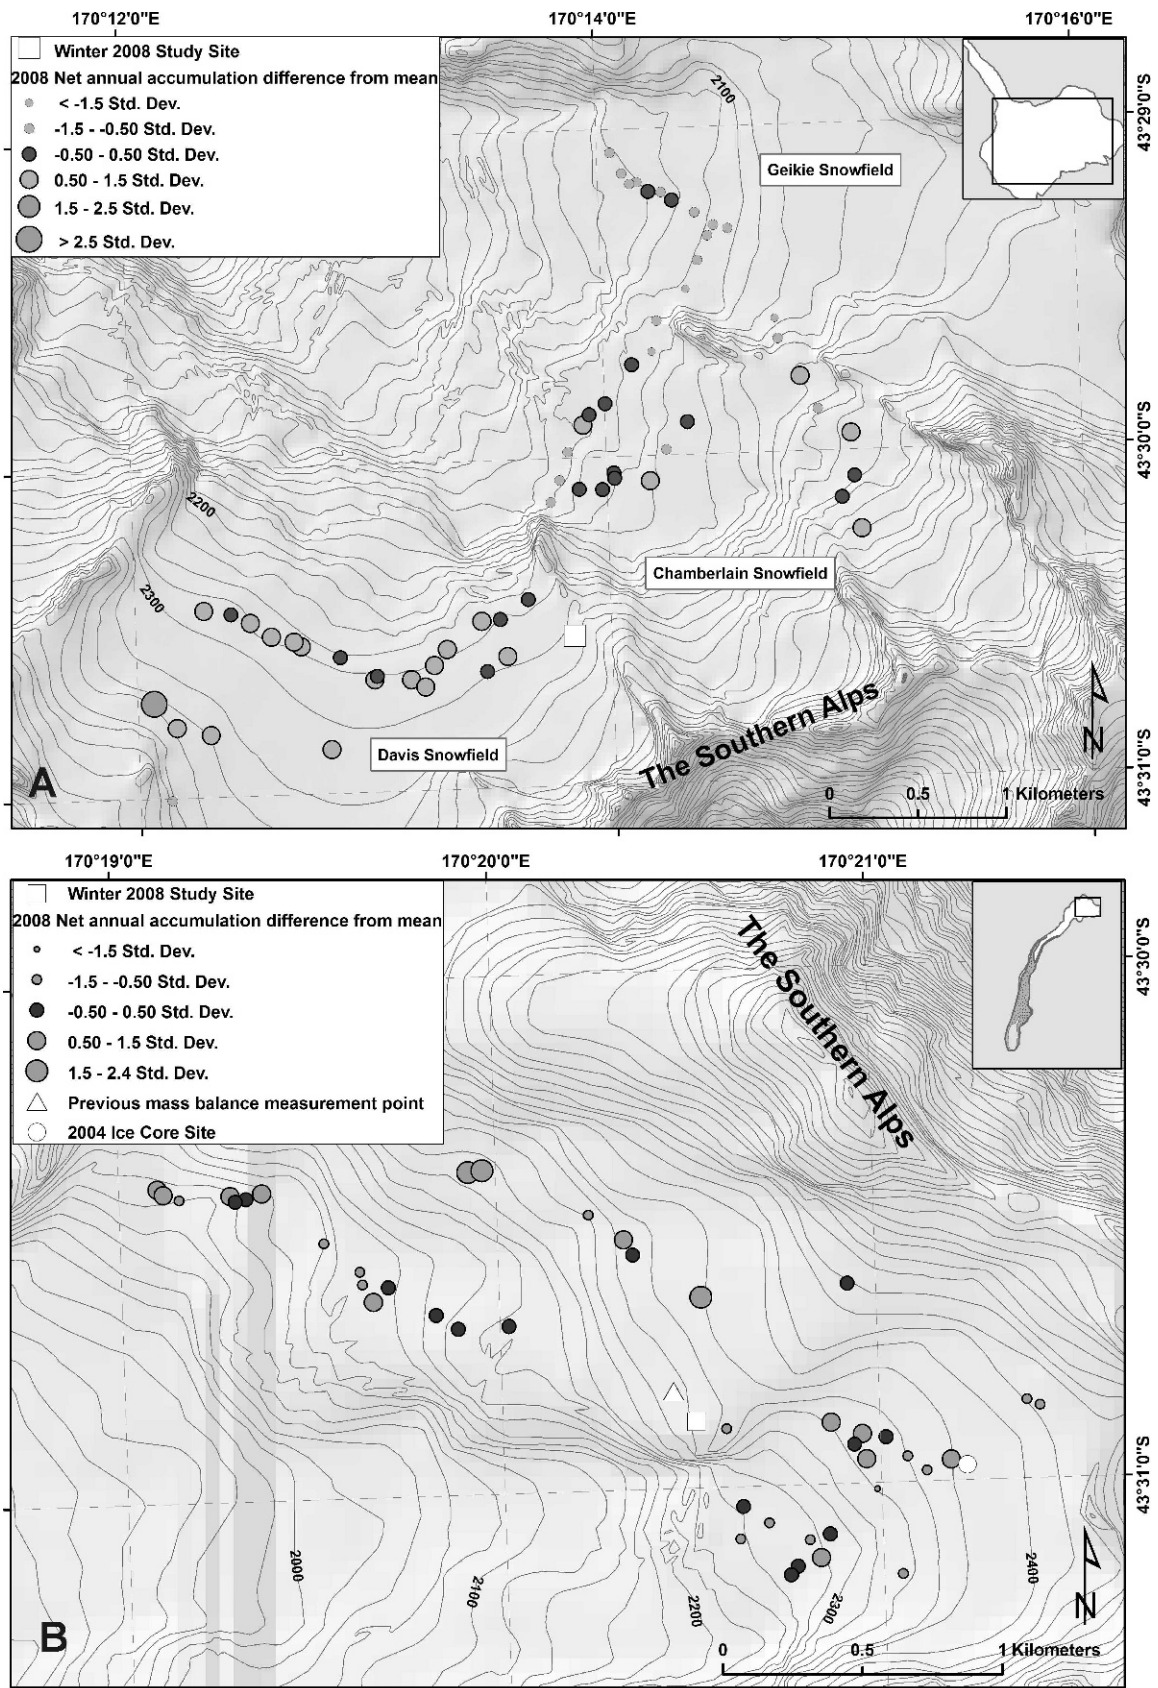 170°12'0"E
170°14'0"E
170°16'0"E
Winter 2008 Study Site
2008 Net annual accumulation difference from mean
< -1.5 Std. Dev.
-1.5 - -0.50 Std. Dev.
-0.50 - 0.50 Std. Dev.
0.50 - 1.5 Std. Dev.
1.5 - 2.5 Std. Dev.
> 2.5 Std. Dev.
2100
43°29'0"S
Geikie Snowfield
43°30'0"S
2200
Chamberlain Snowfield
2300
The Southern Alps
N
Davis Snowfield
43°31'0"S
A
0 0.5 1 Kilometers
170°19'0"E
170°20'0"E
170°21'0"E
Winter 2008 Study Site
2008 Net annual accumulation difference from mean
< -1.5 Std. Dev.
-1.5 - -0.50 Std. Dev.
-0.50 - 0.50 Std. Dev.
0.50 - 1.5 Std. Dev.
1.5 - 2.4 Std. Dev.
Previous mass balance measurement point
2004 Ice Core Site
The Southern Alps
43°30'0"S
43°31'0"S
2000
2100
2200
2300
2400
N
B
0 0.5 1 Kilometers